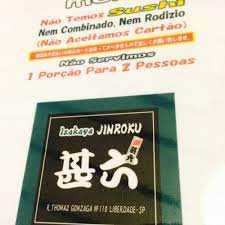 Não Temos Sushi
Nem Combinado, Nem Rodizio
(Não Aceitamos Cartão)
Não Servimos
1 Porção Para 2 Pessoas
Izakaya JINROKU
甚六
R.THOMAZ GONZAGA Nº110 LIBERDADE-SP